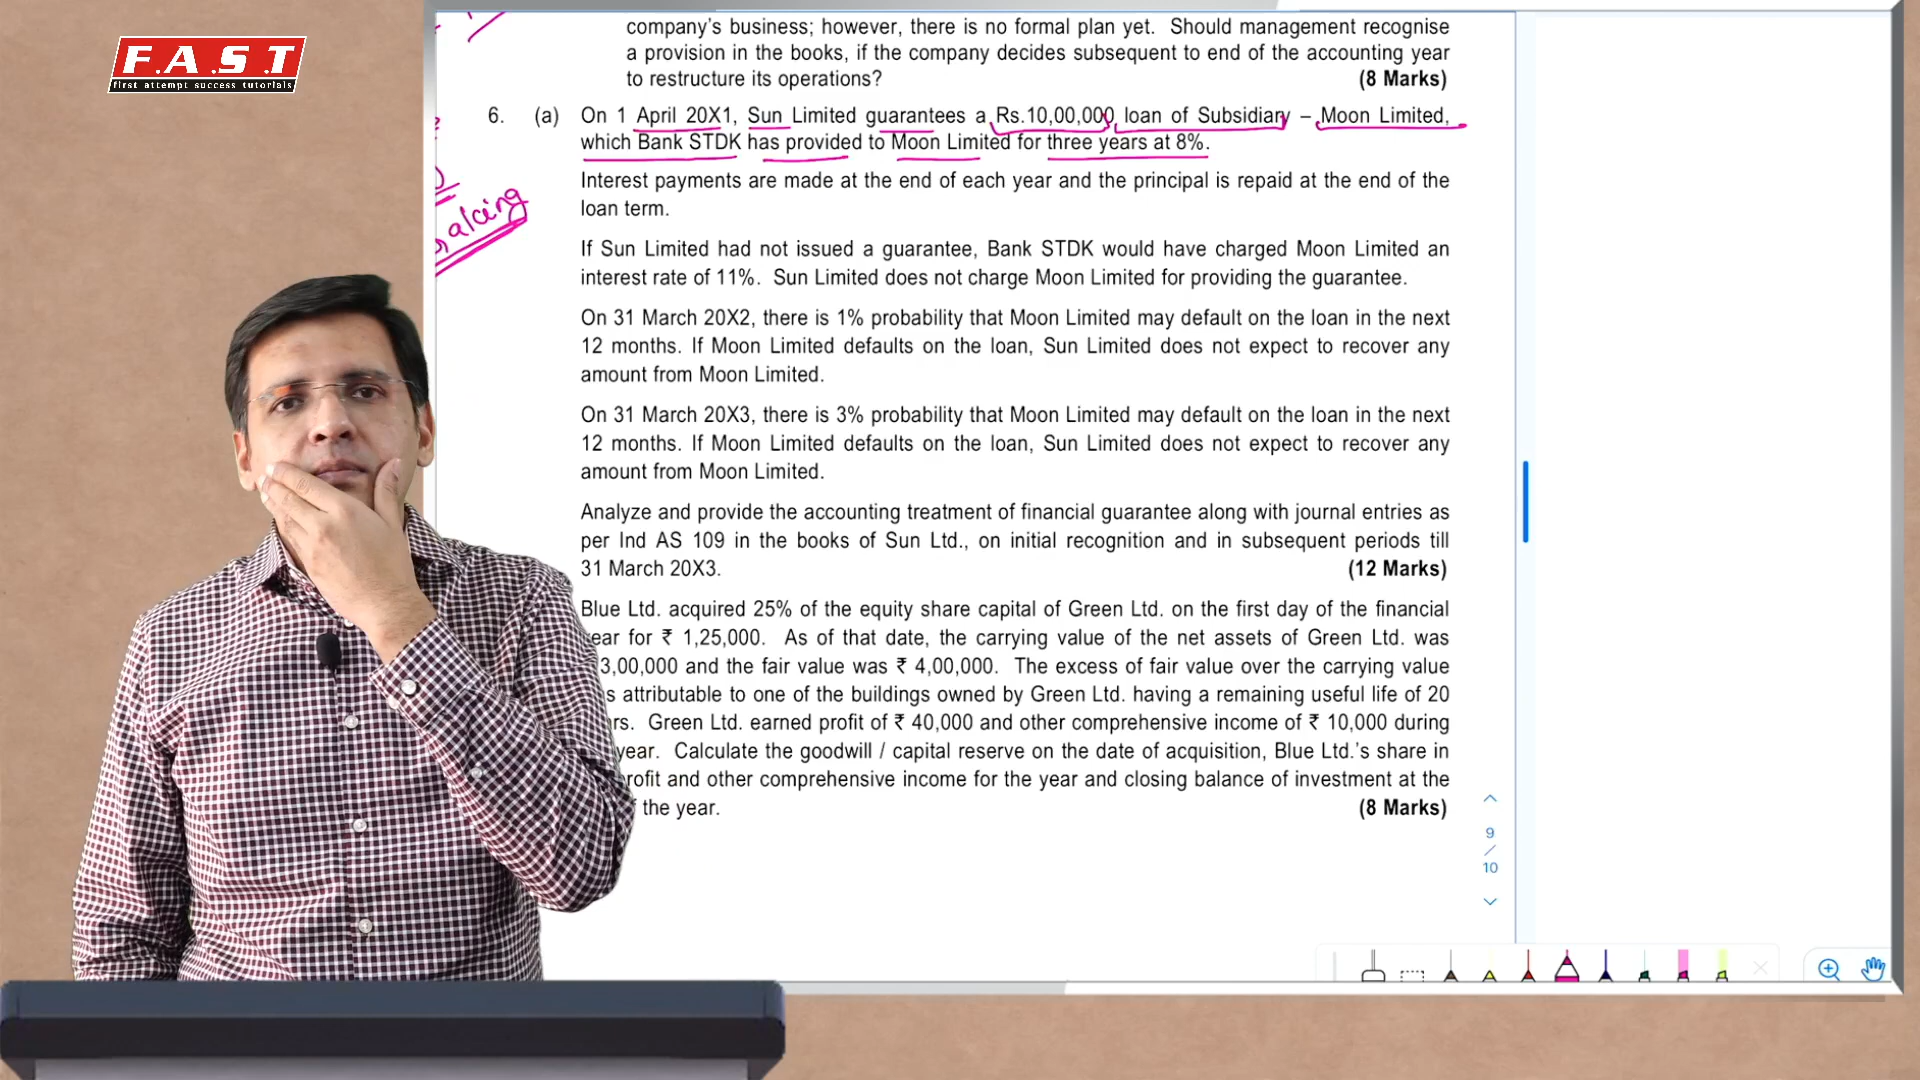 F.A.S.T
first attempt success tutorials
company's business; however, there is no formal plan yet. Should management recognise
a provision in the books, if the company decides subsequent to end of the accounting year
to restructure its operations? (8 Marks)
6. (a) On 1 April 20X1, Sun Limited guarantees a Rs.10,00,000 loan of Subsidiary – Moon Limited,
which Bank STDK has provided to Moon Limited for three years at 8%.
Interest payments are made at the end of each year and the principal is repaid at the end of the
loan term.
If Sun Limited had not issued a guarantee, Bank STDK would have charged Moon Limited an
interest rate of 11%. Sun Limited does not charge Moon Limited for providing the guarantee.
On 31 March 20X2, there is 1% probability that Moon Limited may default on the loan in the next
12 months. If Moon Limited defaults on the loan, Sun Limited does not expect to recover any
amount from Moon Limited.
On 31 March 20X3, there is 3% probability that Moon Limited may default on the loan in the next
12 months. If Moon Limited defaults on the loan, Sun Limited does not expect to recover any
amount from Moon Limited.
Analyze and provide the accounting treatment of financial guarantee along with journal entries as
per Ind AS 109 in the books of Sun Ltd., on initial recognition and in subsequent periods till
31 March 20X3. (12 Marks)
Blue Ltd. acquired 25% of the equity share capital of Green Ltd. on the first day of the financial
ear for ₹ 1,25,000. As of that date, the carrying value of the net assets of Green Ltd. was
3,00,000 and the fair value was ₹ 4,00,000. The excess of fair value over the carrying value
s attributable to one of the buildings owned by Green Ltd. having a remaining useful life of 20
rs. Green Ltd. earned profit of ₹ 40,000 and other comprehensive income of ₹ 10,000 during
year. Calculate the goodwill / capital reserve on the date of acquisition, Blue Ltd.'s share in
rofit and other comprehensive income for the year and closing balance of investment at the
the year. (8 Marks)
9
/
10